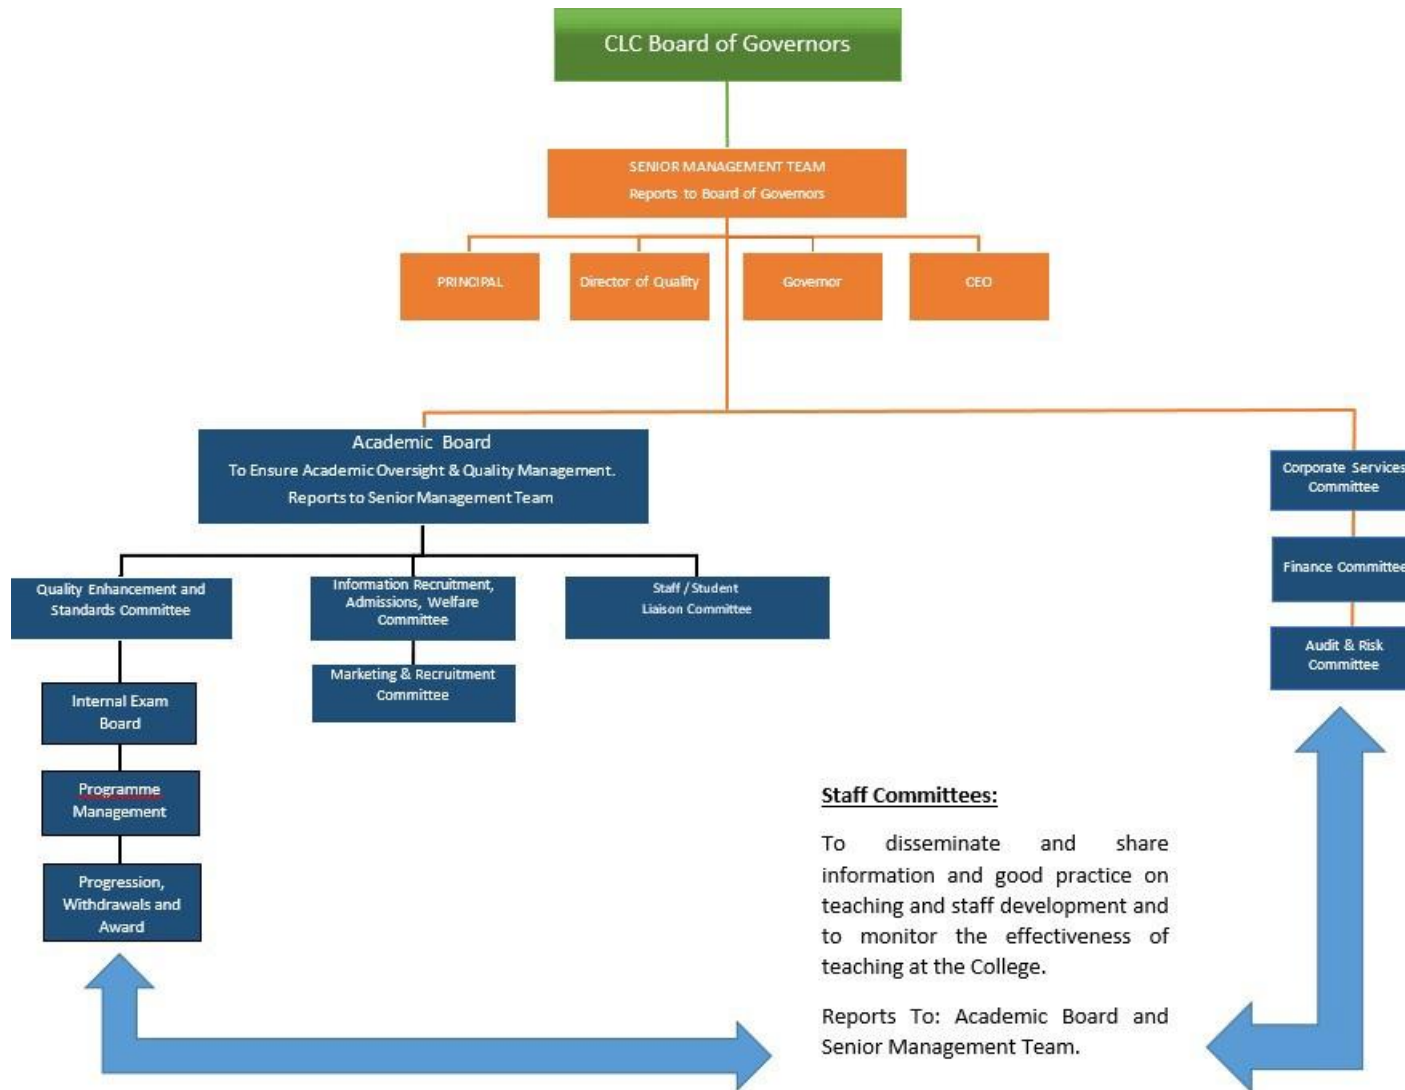 CLC Board of Governors
SENIOR MANAGEMENT TEAM
Reports to Board of Governors
PRINCIPAL
Director of Quality
Governor
CEO
Academic Board
To Ensure Academic Oversight & Quality Management.
Reports to Senior Management Team
Corporate Services
Committee
Finance Committee
Audit & Risk
Committee
Quality Enhancement and
Standards Committee
Information Recruitment,
Admissions, Welfare
Committee
Staff / Student
Liaison Committee
Marketing & Recruitment
Committee
Internal Exam
Board
Programme
Management
Progression,
Withdrawals and
Award
Staff Committees:
To disseminate and share
information and good practice on
teaching and staff development and
to monitor the effectiveness of
teaching at the College.
Reports To: Academic Board and
Senior Management Team.